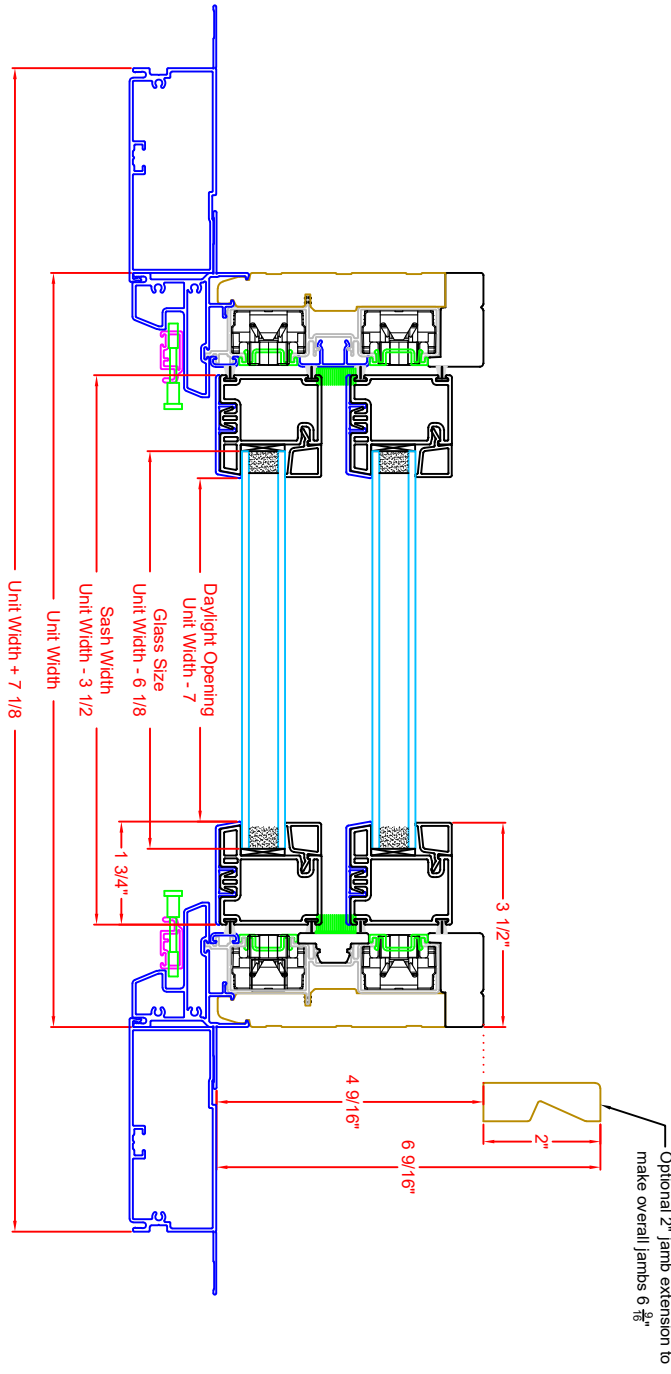 Optional 2" jamb extension to
make overall jambs 6 9/16"
3 1/2"
2"
4 9/16"
6 9/16"
1 3/4"
Daylight Opening
Unit Width - 7
Glass Size
Unit Width - 6 1/8
Sash Width
Unit Width - 3 1/2
Unit Width
Unit Width + 7 1/8